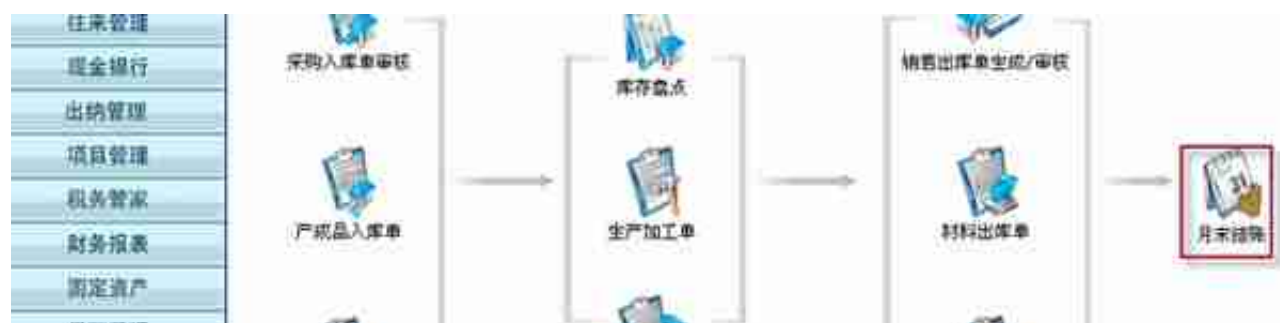 往来管理
现金银行
出纳管理
项目管理
税务管家
财务报表
固定资产
采购入库单审核
库存盘点
销售出库单生成/审核
产成品入库单
生产加工单
材料出库单
31
月末结账